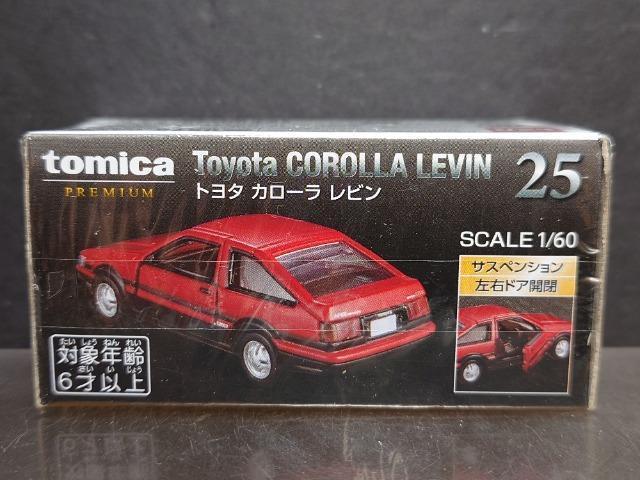 tomica
PREMIUM
Toyota COROLLA LEVIN
トヨタ カローラ レビン
25
SCALE 1/60
サスペンション
左右ドア開閉
たい しょう ねん れい
対象年齢
さい い じょう
6才以上